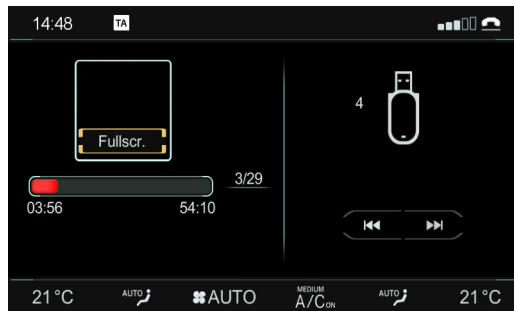 14:48 TA
4
Fullscr.
3/29
03:56 54:10
21 °C AUTO AUTO MEDIUM A/C ON AUTO 21 °C